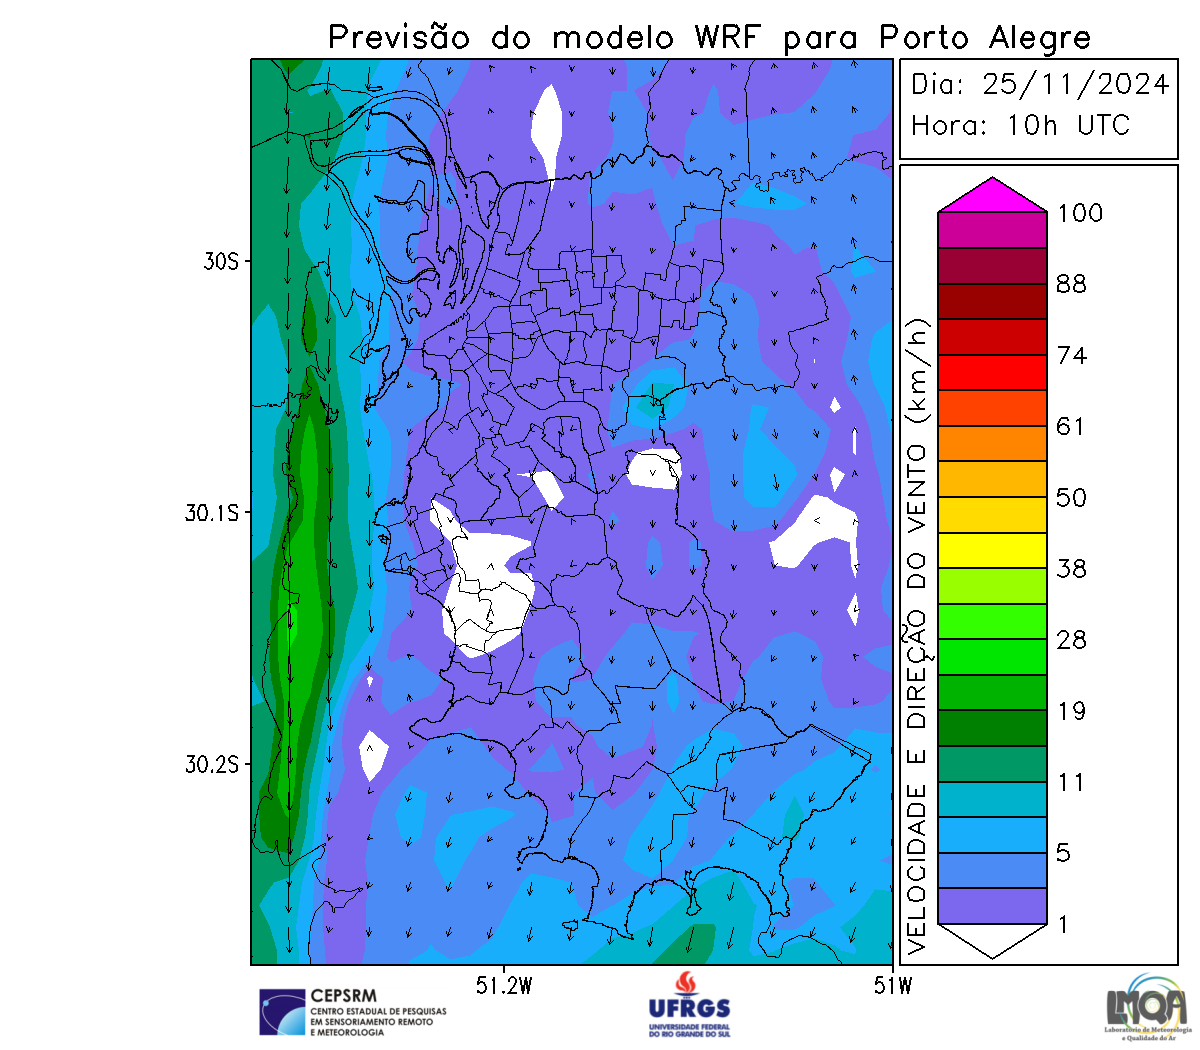 Previsão do modelo WRF para Porto Alegre
Dia: 25/11/2024
Hora: 10h UTC
30S
30.1S
30.2S
51.2W
51W
VELOCIDADE E DIREÇÃO DO VENTO (km/h)
100
88
74
61
50
38
28
19
11
5
1
CEPSRM
CENTRO ESTADUAL DE PESQUISAS
EM SENSORIAMENTO REMOTO
E METEOROLOGIA
UFRGS
UNIVERSIDADE FEDERAL
DO RIO GRANDE DO SUL
LMQA
Laboratório de Meteorologia
e Qualidade do Ar